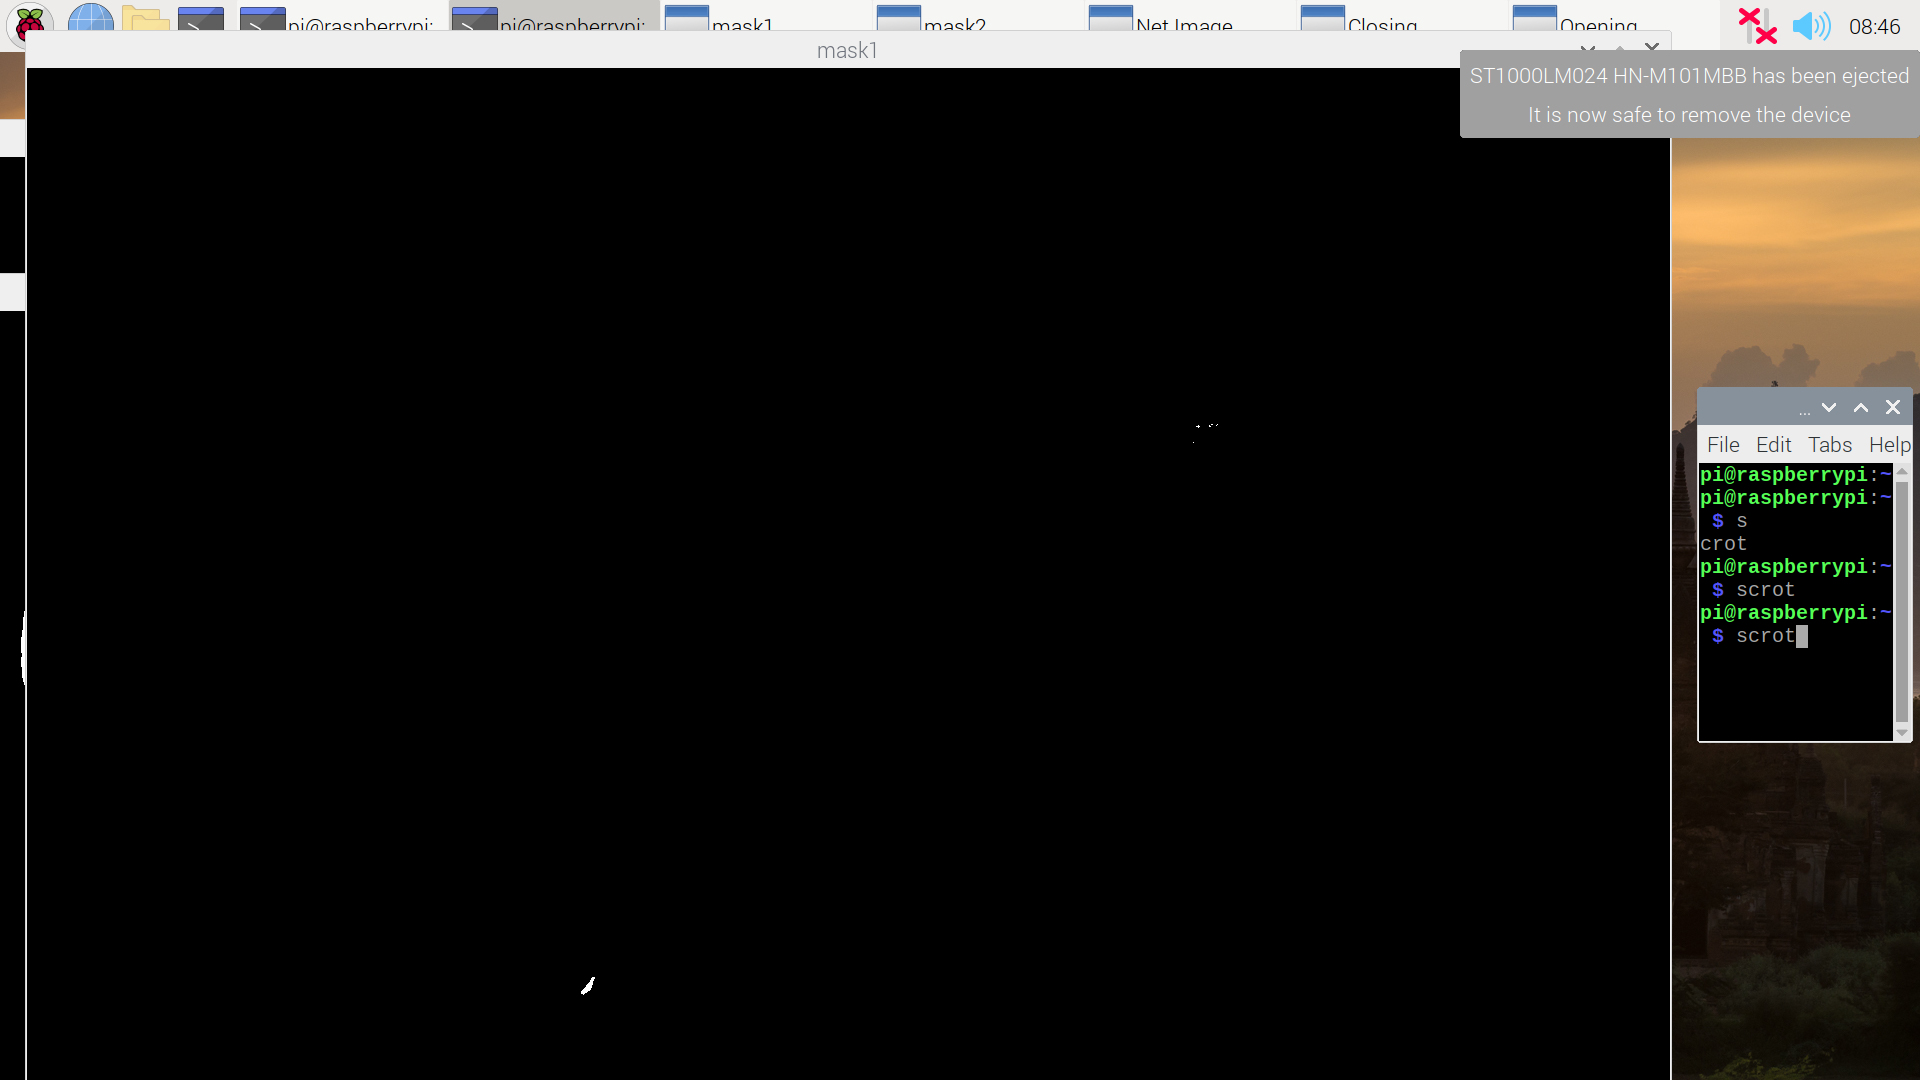 pi@raspberrypi:
pi@raspberrypi:
mask1
mask2
Net Image
Closing
Opening
08:46
mask1
ST1000LM024 HN-M101MBB has been ejected
It is now safe to remove the device
...
File Edit Tabs Help
pi@raspberrypi:~
pi@raspberrypi:~
$ s
crot
pi@raspberrypi:~
$ scrot
pi@raspberrypi:~
$ scrot